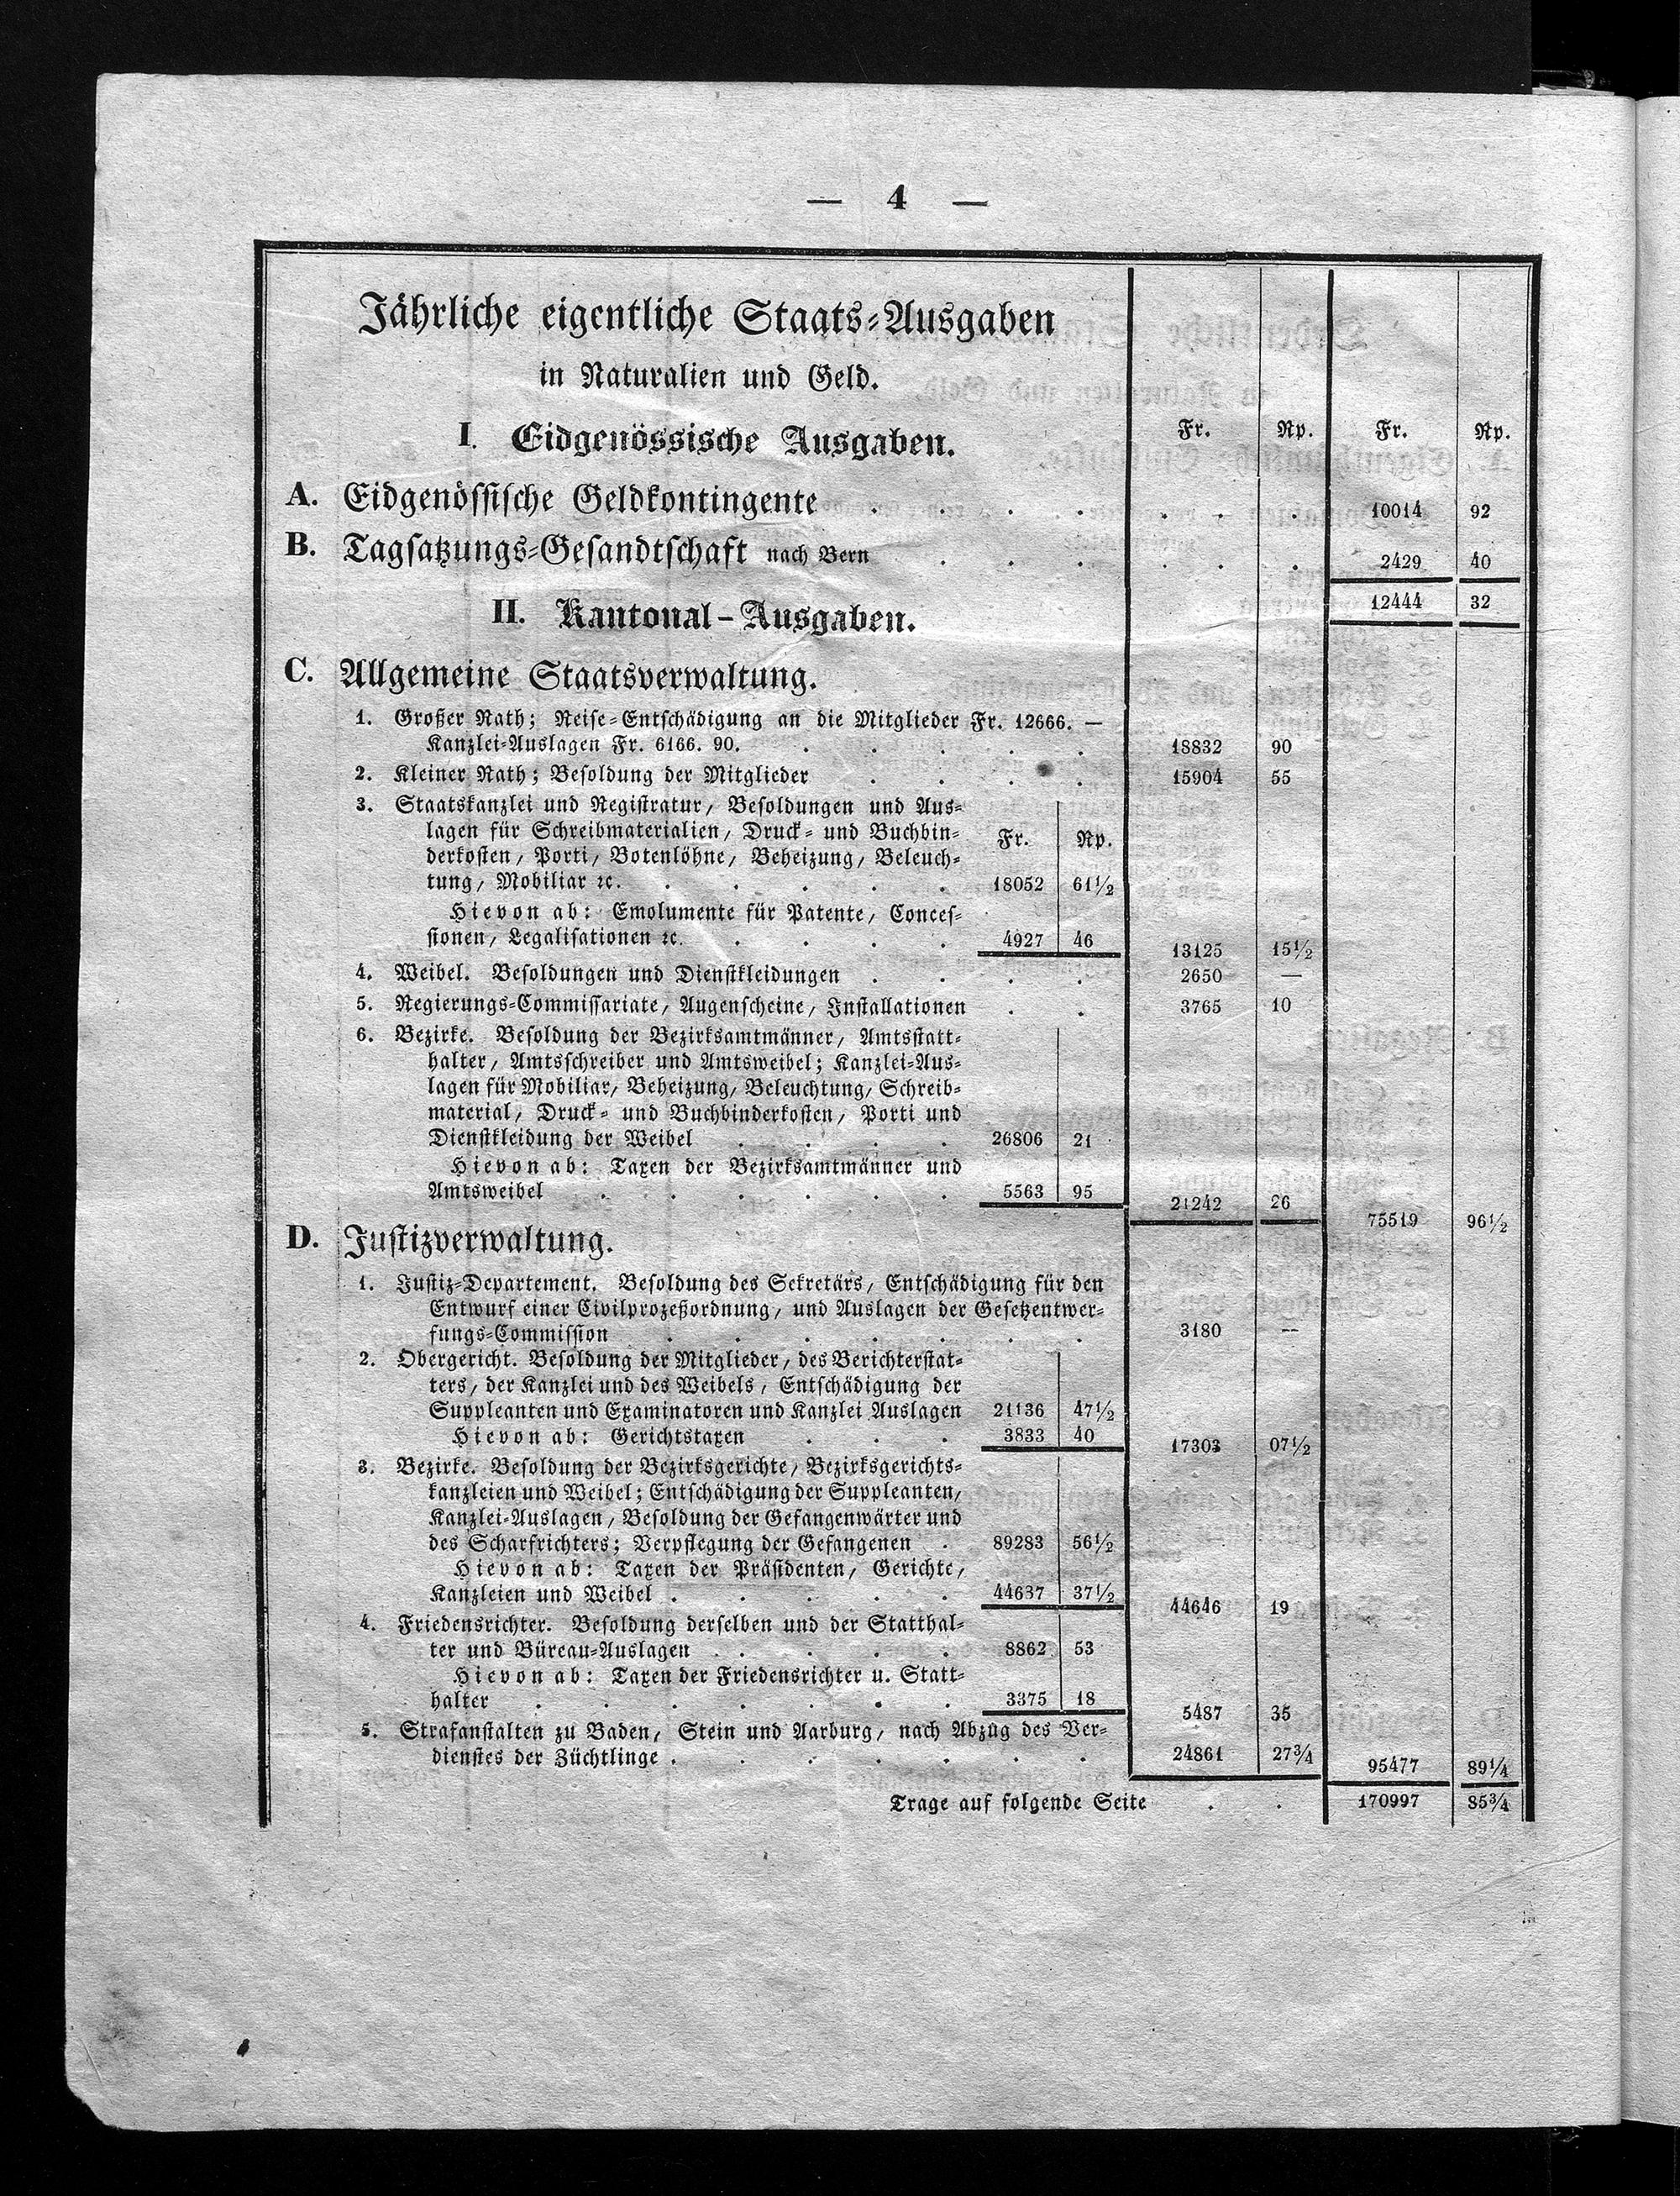 — 4 —
Jährliche eigentliche Staats-Ausgaben
in Naturalien und Geld.
Fr. Rp. Fr. Rp.
I. Eidgenössische Ausgaben.
A. Eidgenössische Geldkontingente . . . . . . . 10014 92
B. Tagsatzungs-Gesandtschaft nach Bern . . . . . . 2429 40
12444 32
II. Kantonal-Ausgaben.
C. Allgemeine Staatsverwaltung.
1. Großer Rath; Reise-Entschädigung an die Mitglieder Fr. 12666. —
Kanzlei-Auslagen Fr. 6166. 90. . . . . . 18832 90
2. Kleiner Rath; Besoldung der Mitglieder . . . . 15904 55
3. Staatskanzlei und Registratur, Besoldungen und Aus-
lagen für Schreibmaterialien, Druck- und Buchbin- Fr. Rp.
derkosten, Porti, Botenlöhne, Beheizung, Beleuch-
tung, Mobiliar ꝛc. . . . . . 18052 61½
Hievon ab: Emolumente für Patente, Conces-
sionen, Legalisationen ꝛc. . . . . 4927 46 13125 15½
4. Weibel. Besoldungen und Dienstkleidungen . . . . 2650 —
5. Regierungs-Commissariate, Augenscheine, Installationen . . 3765 10
6. Bezirke. Besoldung der Bezirksamtmänner, Amtsstatt-
halter, Amtsschreiber und Amtsweibel; Kanzlei-Aus-
lagen für Mobiliar, Beheizung, Beleuchtung, Schreib-
material, Druck- und Buchbinderkosten, Porti und
Dienstkleidung der Weibel . . . . 26806 21
Hievon ab: Taxen der Bezirksamtmänner und
Amtsweibel . . . . . . 5563 95 21242 26 75519 96½
D. Justizverwaltung.
1. Justiz-Departement. Besoldung des Sekretärs, Entschädigung für den
Entwurf einer Civilprozeßordnung, und Auslagen der Gesetzentwer-
fungs-Commission . . . . . . . 3180 —
2. Obergericht. Besoldung der Mitglieder, des Berichterstat-
ters, der Kanzlei und des Weibels, Entschädigung der
Suppleanten und Examinatoren und Kanzlei Auslagen 21136 47½
Hievon ab: Gerichtstaxen . . . 3833 40 17303 07½
3. Bezirke. Besoldung der Bezirksgerichte, Bezirksgerichts-
kanzleien und Weibel; Entschädigung der Suppleanten,
Kanzlei-Auslagen, Besoldung der Gefangenwärter und
des Scharfrichters; Verpflegung der Gefangenen . 89283 56½
Hievon ab: Taxen der Präsidenten, Gerichte,
Kanzleien und Weibel . . . . . 44637 37½ 44646 19
4. Friedensrichter. Besoldung derselben und der Statthal-
ter und Büreau-Auslagen . . . . 8862 53
Hievon ab: Taxen der Friedensrichter u. Statt-
halter . . . . . . . 3375 18 5487 35
5. Strafanstalten zu Baden, Stein und Aarburg, nach Abzug des Ver-
dienstes der Züchtlinge . . . . . . . 24861 27¾ 95477 89¼
Trage auf folgende Seite . . 170997 85¾